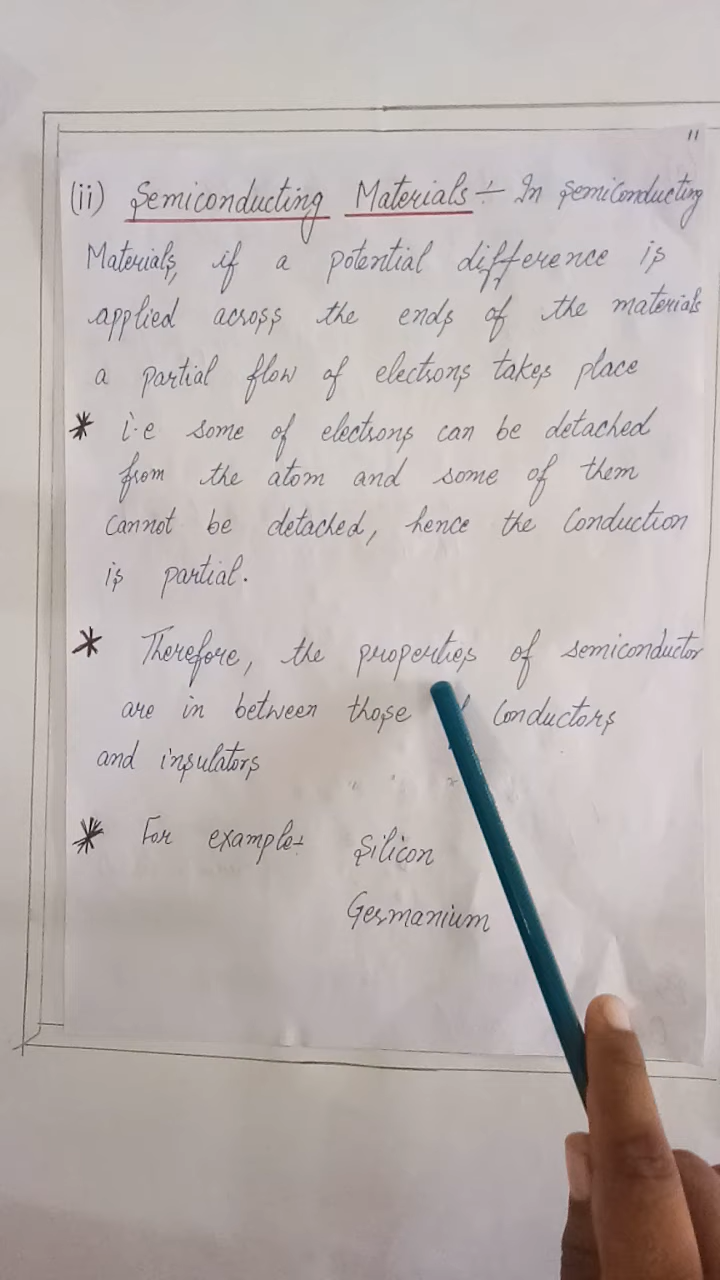 11
(ii) Semiconducting Materials :- In semiconducting
Materials, if a potential difference is
applied across the ends of the materials
a partial flow of electrons takes place
* i.e some of electrons can be detached
from the atom and some of them
cannot be detached, hence the conduction
is partial.
* Therefore, the properties of semiconductor
are in between those conductors
and insulators
* For example:- Silicon
Germanium